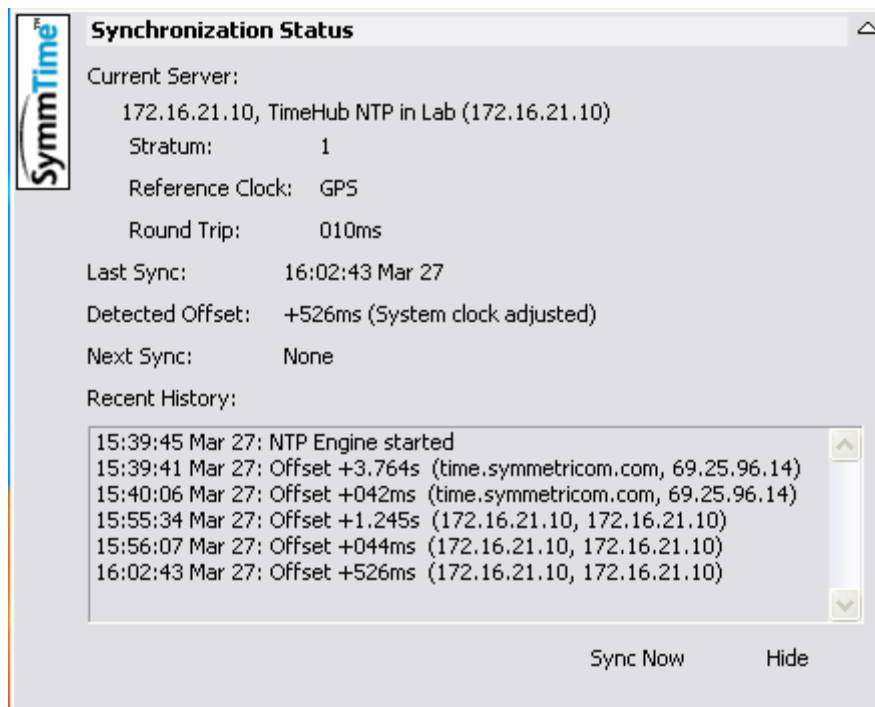 SymmTime™
Synchronization Status
Current Server:
172.16.21.10, TimeHub NTP in Lab (172.16.21.10)
Stratum: 1
Reference Clock: GPS
Round Trip: 010ms
Last Sync: 16:02:43 Mar 27
Detected Offset: +526ms (System clock adjusted)
Next Sync: None
Recent History:
15:39:45 Mar 27: NTP Engine started
15:39:41 Mar 27: Offset +3.764s (time.symmetricom.com, 69.25.96.14)
15:40:06 Mar 27: Offset +042ms (time.symmetricom.com, 69.25.96.14)
15:55:34 Mar 27: Offset +1.245s (172.16.21.10, 172.16.21.10)
15:56:07 Mar 27: Offset +044ms (172.16.21.10, 172.16.21.10)
16:02:43 Mar 27: Offset +526ms (172.16.21.10, 172.16.21.10)
Sync Now Hide